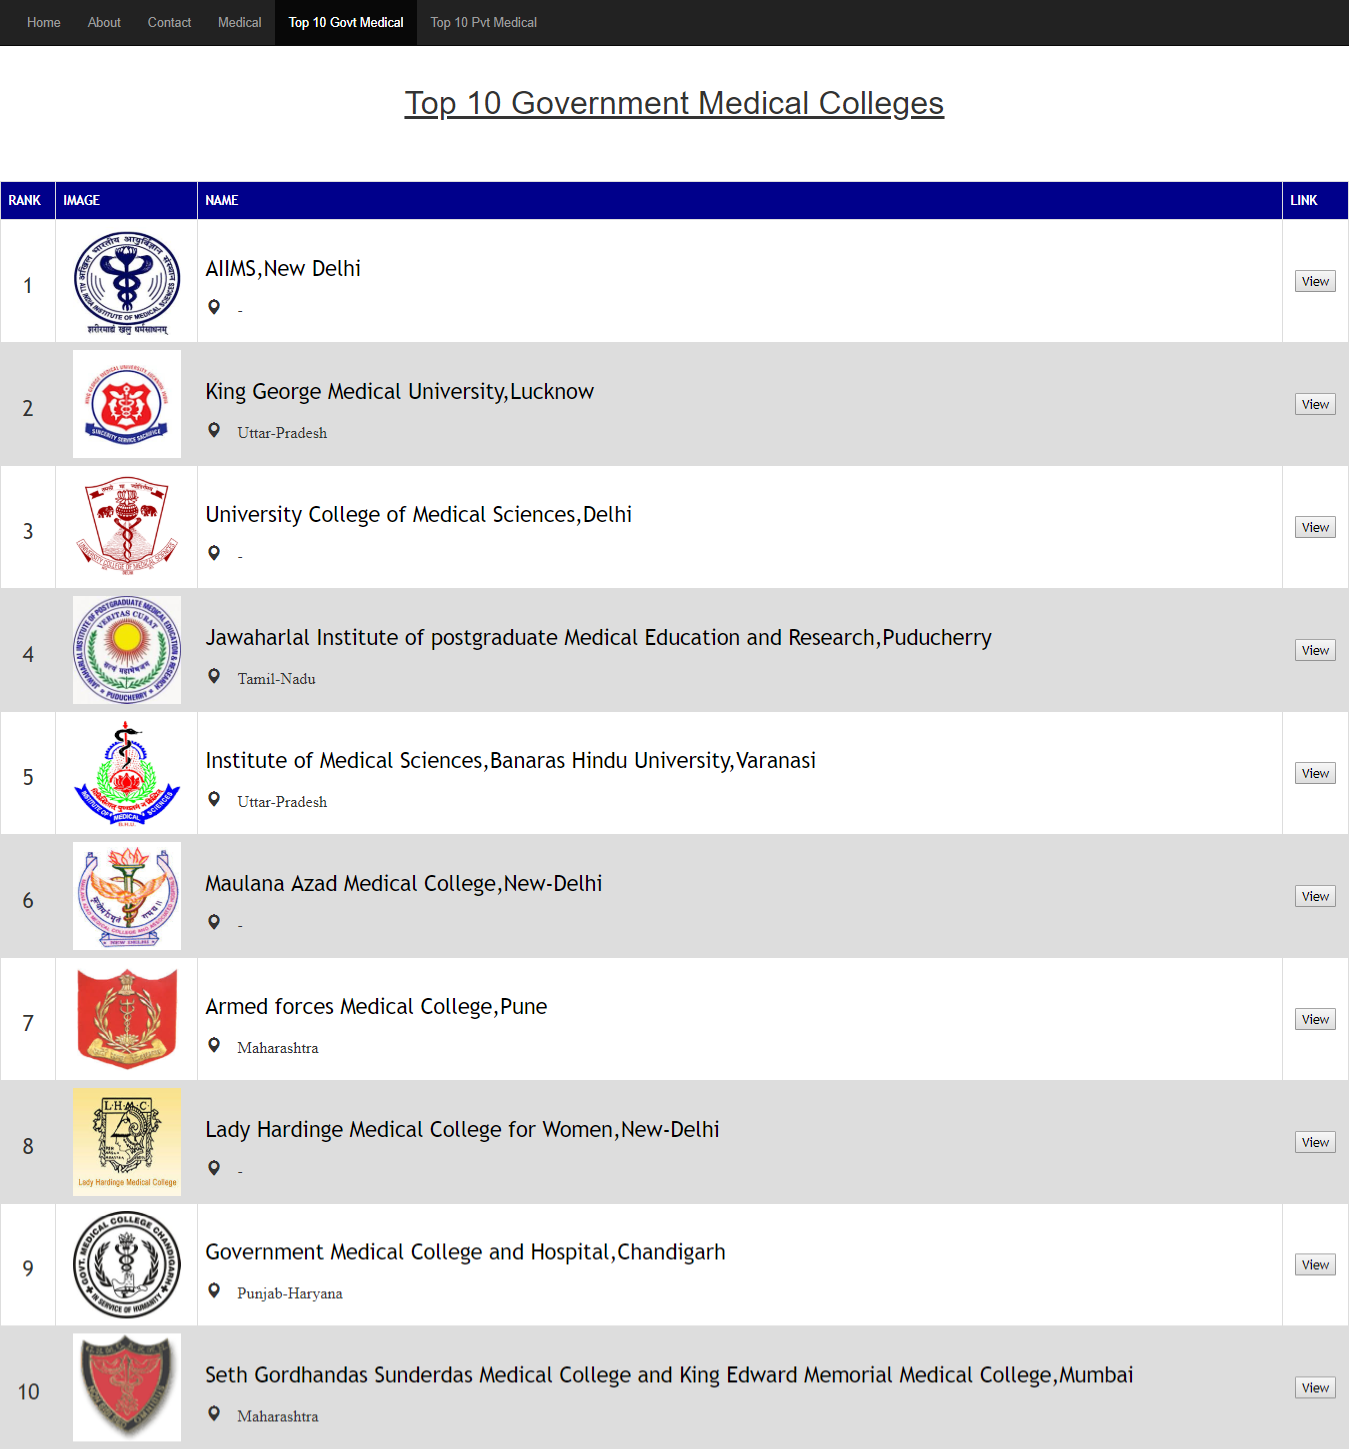 Home About Contact Medical Top 10 Govt Medical Top 10 Pvt Medical
Top 10 Government Medical Colleges
RANK IMAGE NAME LINK
1
अखिल भारतीय आयुर्विज्ञान संस्थान
ALL INDIA INSTITUTE OF MEDICAL SCIENCES
शरीरमाद्यं खलु धर्मसाधनम्
AIIMS,New Delhi
-
View
2
KING GEORGE MEDICAL UNIVERSITY LUCKNOW
SINCERITY SERVICE SACRIFICE
King George Medical University,Lucknow
Uttar-Pradesh
View
3
UNIVERSITY COLLEGE OF MEDICAL SCIENCES
DELHI
University College of Medical Sciences,Delhi
-
View
4
JAWAHARLAL INSTITUTE OF POSTGRADUATE MEDICAL EDUCATION & RESEARCH
VERITAS CURAT
PUDUCHERRY
Jawaharlal Institute of postgraduate Medical Education and Research,Puducherry
Tamil-Nadu
View
5
INSTITUTE OF MEDICAL SCIENCES
B.H.U.
Institute of Medical Sciences,Banaras Hindu University,Varanasi
Uttar-Pradesh
View
6
NEW DELHI
Maulana Azad Medical College,New-Delhi
-
View
7
Armed forces Medical College,Pune
Maharashtra
View
8
L.H.M.C.
Lady Hardinge Medical College
Lady Hardinge Medical College for Women,New-Delhi
-
View
9
GOVT. MEDICAL COLLEGE CHANDIGARH
IN SERVICE OF HUMANITY
Government Medical College and Hospital,Chandigarh
Punjab-Haryana
View
10
Seth Gordhandas Sunderdas Medical College and King Edward Memorial Medical College,Mumbai
Maharashtra
View